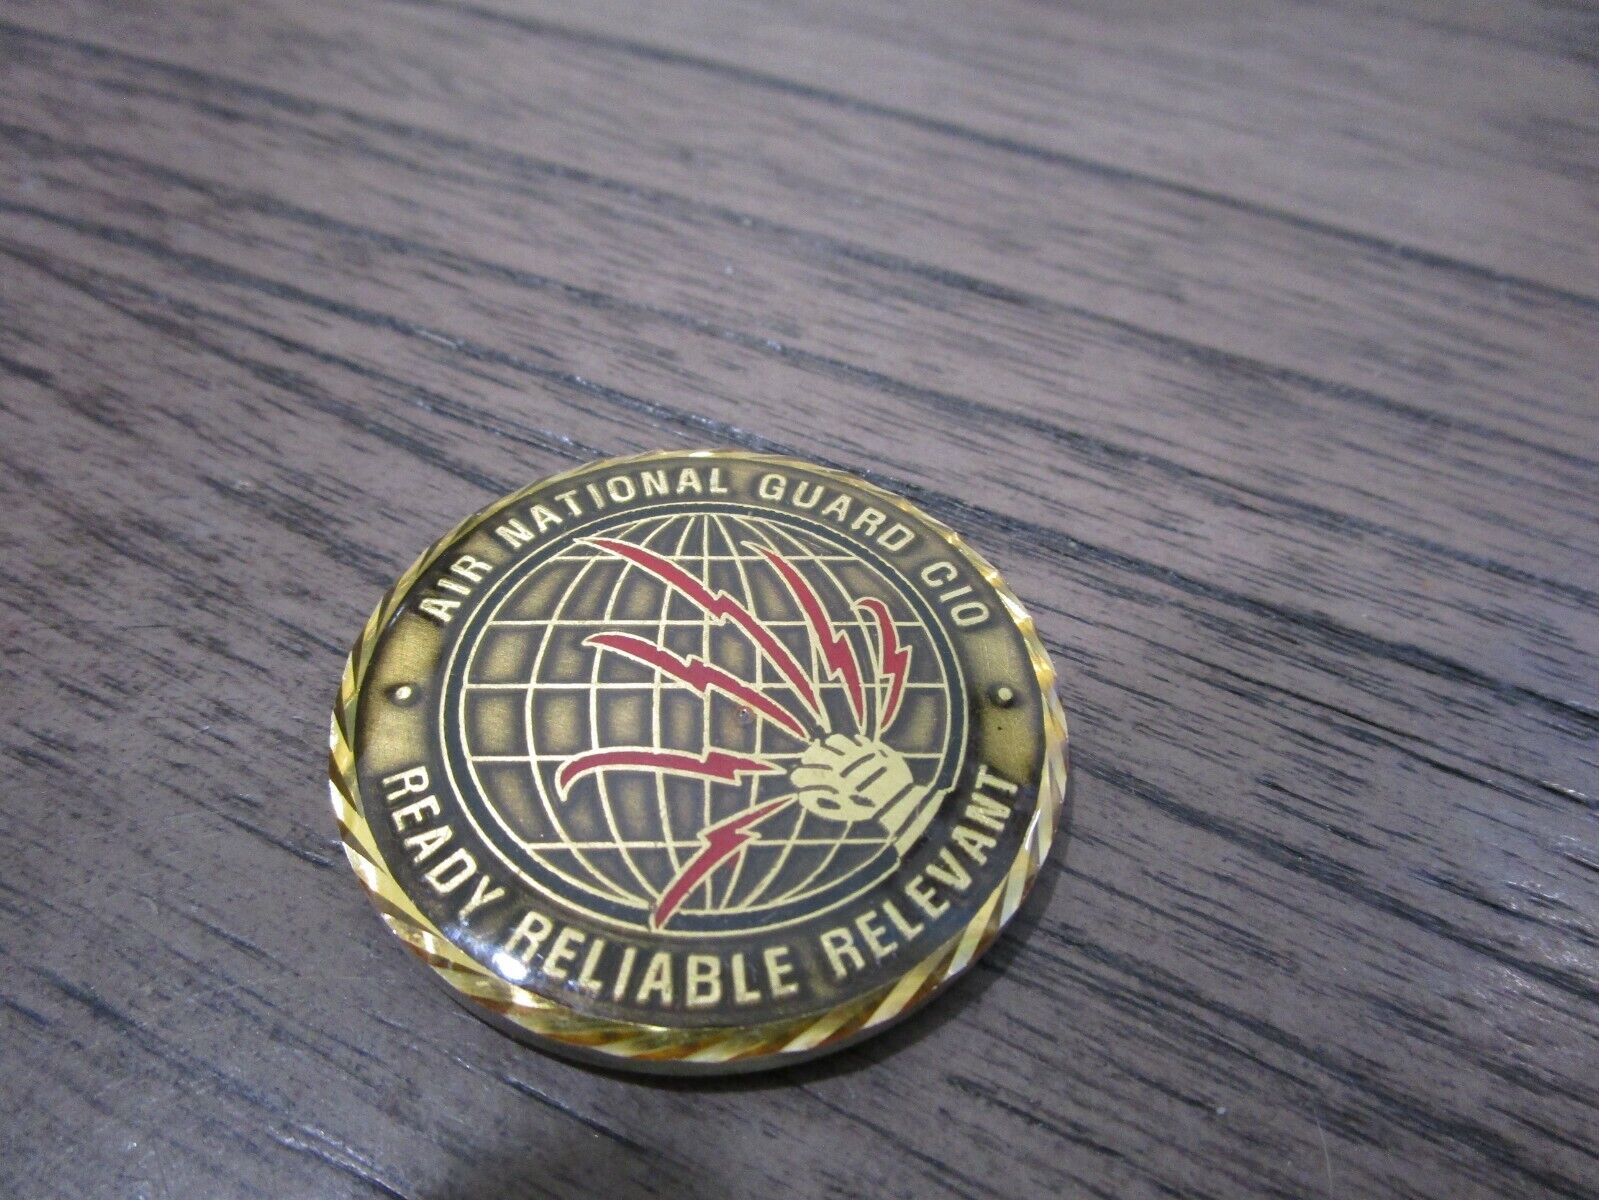 AIR NATIONAL GUARD CIO
READY RELIABLE RELEVANT